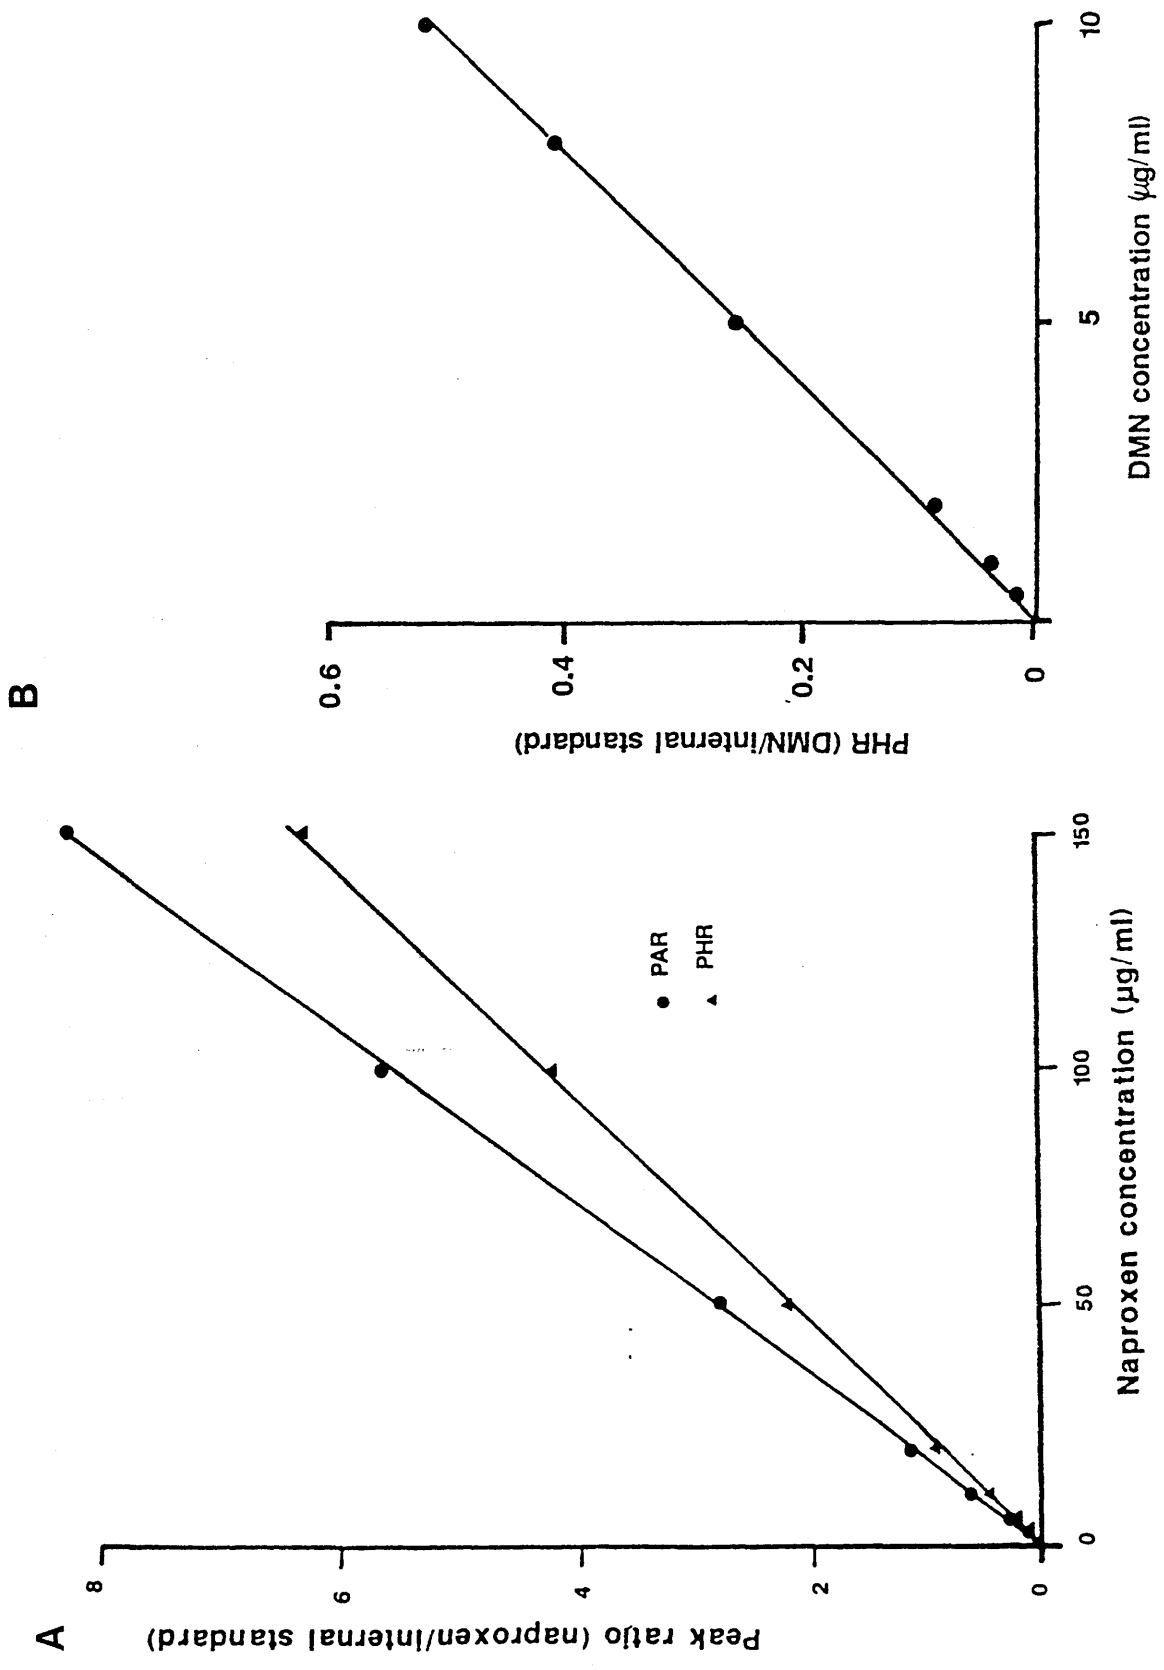 A
Peak ratio (naproxen/internal standard)
8
6
4
2
0
0
50
100
150
Naproxen concentration (µg/ml)
PAR
PHR
B
PHR (DMN/internal standard)
0.6
0.4
0.2
0
5
10
DMN concentration (µg/ml)